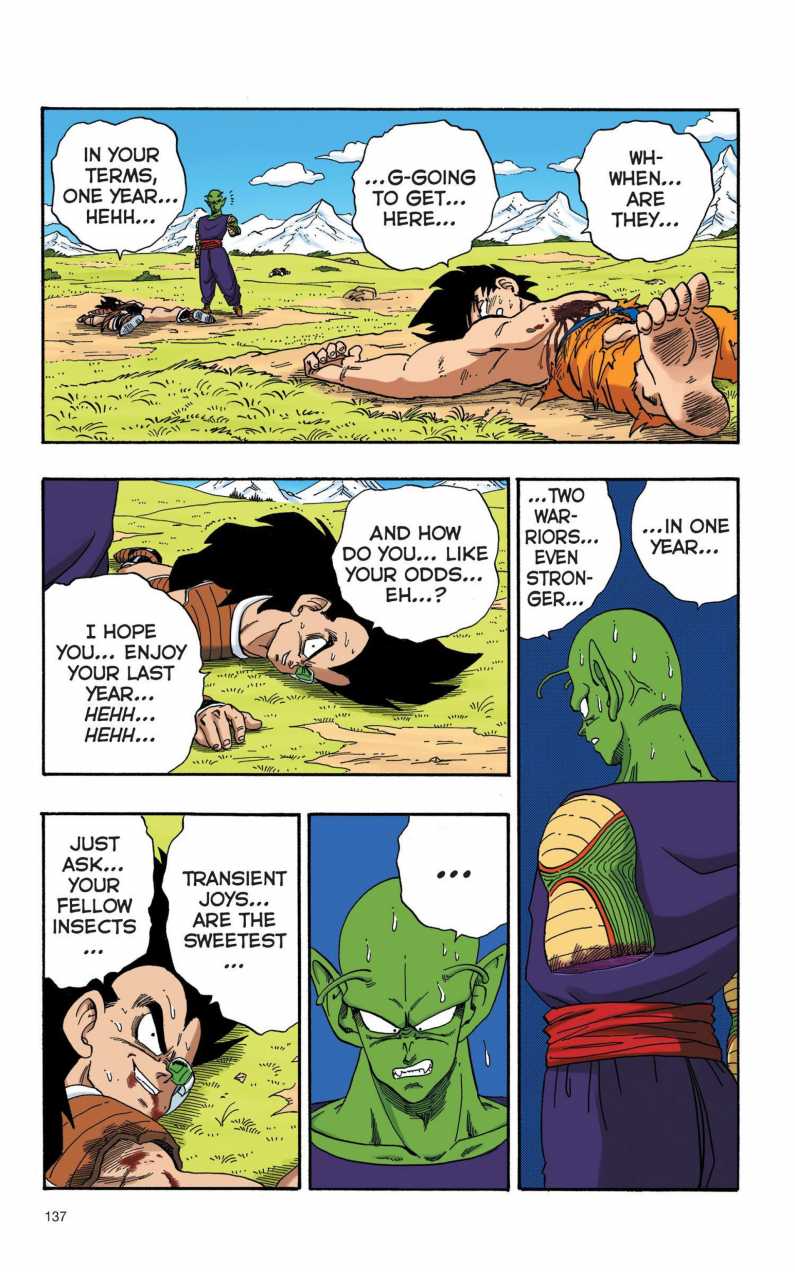 WH-
WHEN...
ARE
THEY...
...G-GOING
TO GET...
HERE...
IN YOUR
TERMS,
ONE YEAR...
HEHH...
...IN ONE
YEAR...
...TWO
WAR-
RIORS...
EVEN
STRON-
GER...
AND HOW
DO YOU... LIKE
YOUR ODDS...
EH...?
I HOPE
YOU... ENJOY
YOUR LAST
YEAR...
HEHH...
HEHH...
...
TRANSIENT
JOYS...
ARE THE
SWEETEST
...
JUST
ASK...
YOUR
FELLOW
INSECTS
...
137